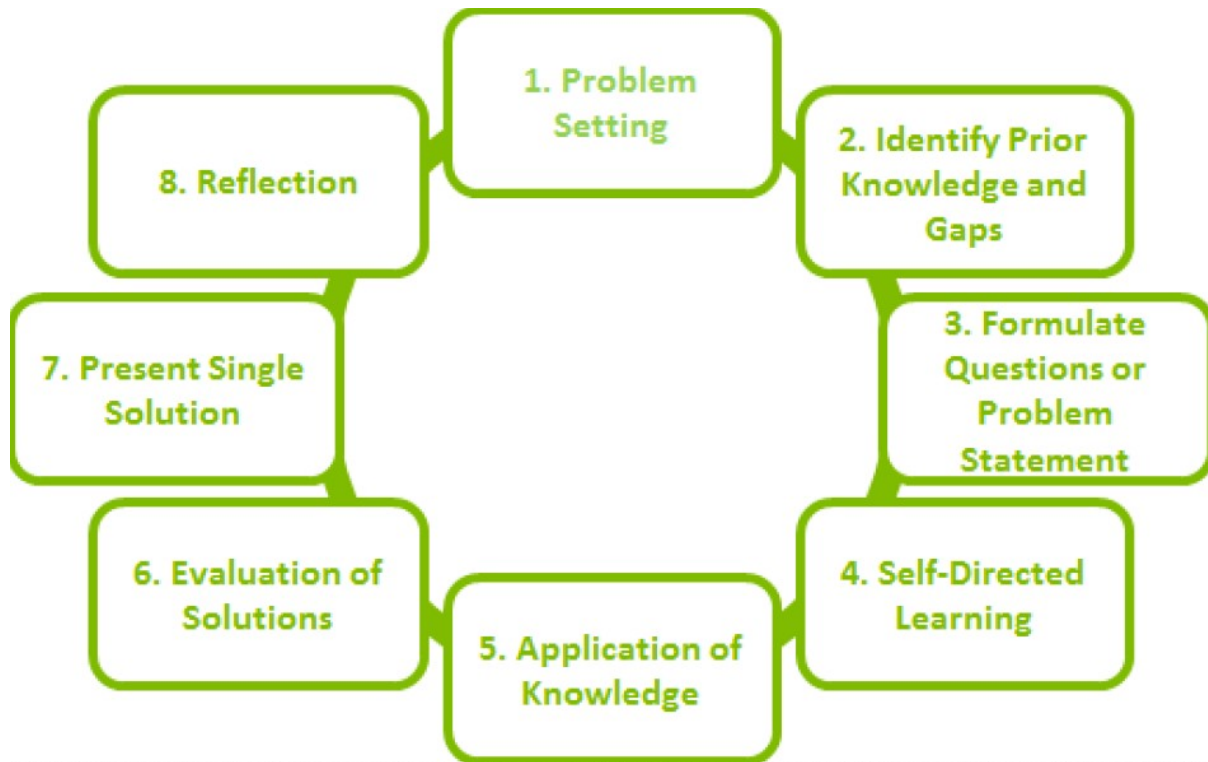 1. Problem
Setting
2. Identify Prior
Knowledge and
Gaps
3. Formulate
Questions or
Problem
Statement
4. Self-Directed
Learning
5. Application of
Knowledge
6. Evaluation of
Solutions
7. Present Single
Solution
8. Reflection